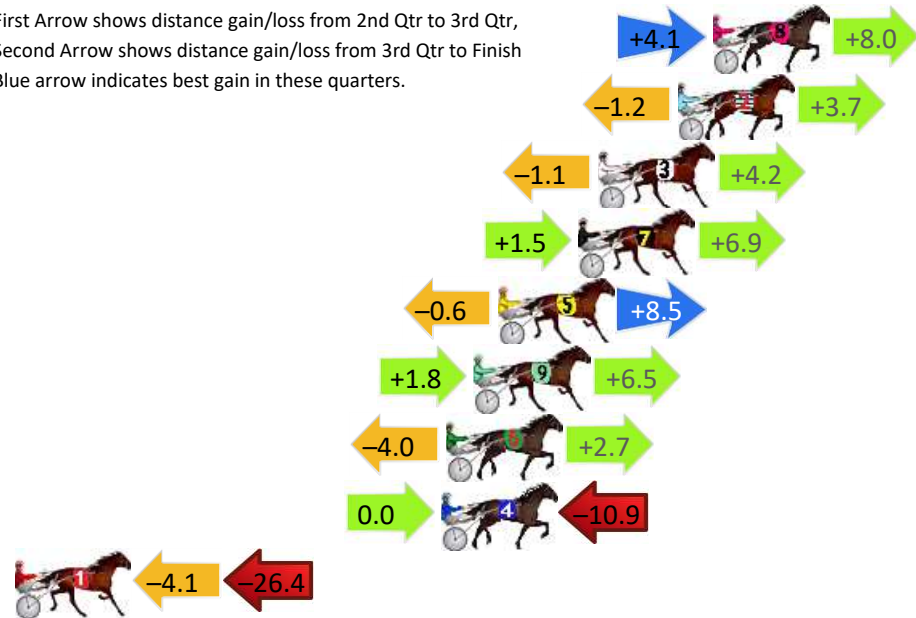 First Arrow shows distance gain/loss from 2nd Qtr to 3rd Qtr,
Second Arrow shows distance gain/loss from 3rd Qtr to Finish
Blue arrow indicates best gain in these quarters.
+4.1 8 +8.0
–1.2 2 +3.7
–1.1 3 +4.2
+1.5 7 +6.9
–0.6 5 +8.5
+1.8 9 +6.5
–4.0 6 +2.7
0.0 4 –10.9
1 –4.1 –26.4